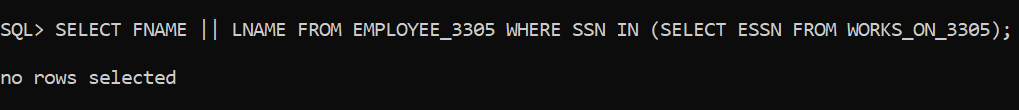 SQL> SELECT FNAME || LNAME FROM EMPLOYEE_3305 WHERE SSN IN (SELECT ESSN FROM WORKS_ON_3305);
no rows selected